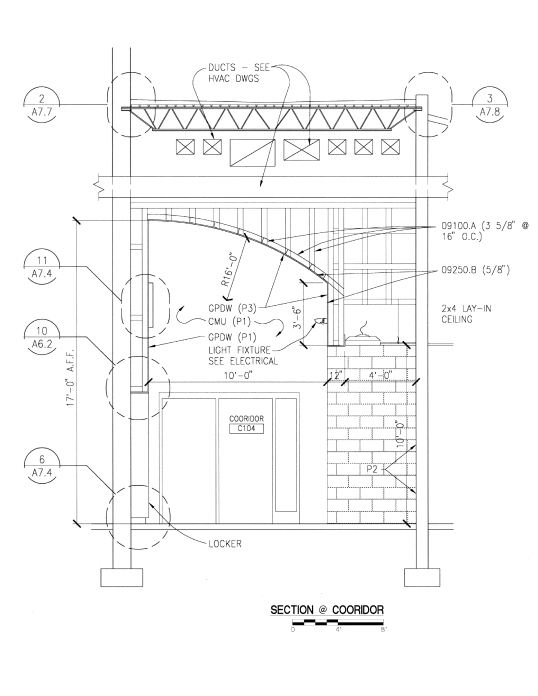 DUCTS - SEE
HVAC DWGS
2
A7.7
3
A7.8
09100.A (3 5/8" @
16" O.C.)
R16'-0"
11
A7.4
09250.B (5/8")
GPDW (P3)
CMU (P1)
3'-6"
2x4 LAY-IN
CEILING
GPDW (P1)
LIGHT FIXTURE
SEE ELECTRICAL
10
A6.2
17'-0" A.F.F.
10'-0"
12"
4'-0"
COORIDOR
C104
10'-0"
6
A7.4
P2
LOCKER
SECTION @ COORIDOR
0 4' 8'